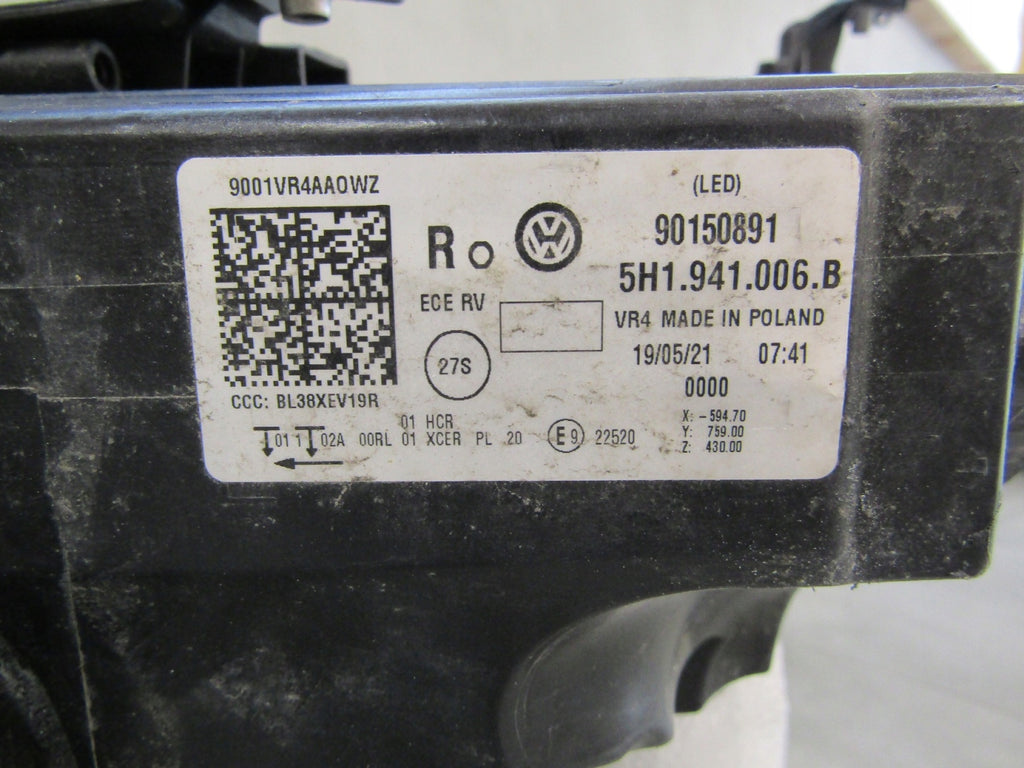 9001VR4AA0WZ
(LED)
R
VW
90150891
5H1.941.006.B
ECE RV
VR4 MADE IN POLAND
27S
19/05/21 07:41
0000
CCC: BL38XEV19R
01 HCR
01 1 02A 00RL 01 XCER PL 20 E9 22520
X: -594.70
Y: 759.00
Z: 430.00